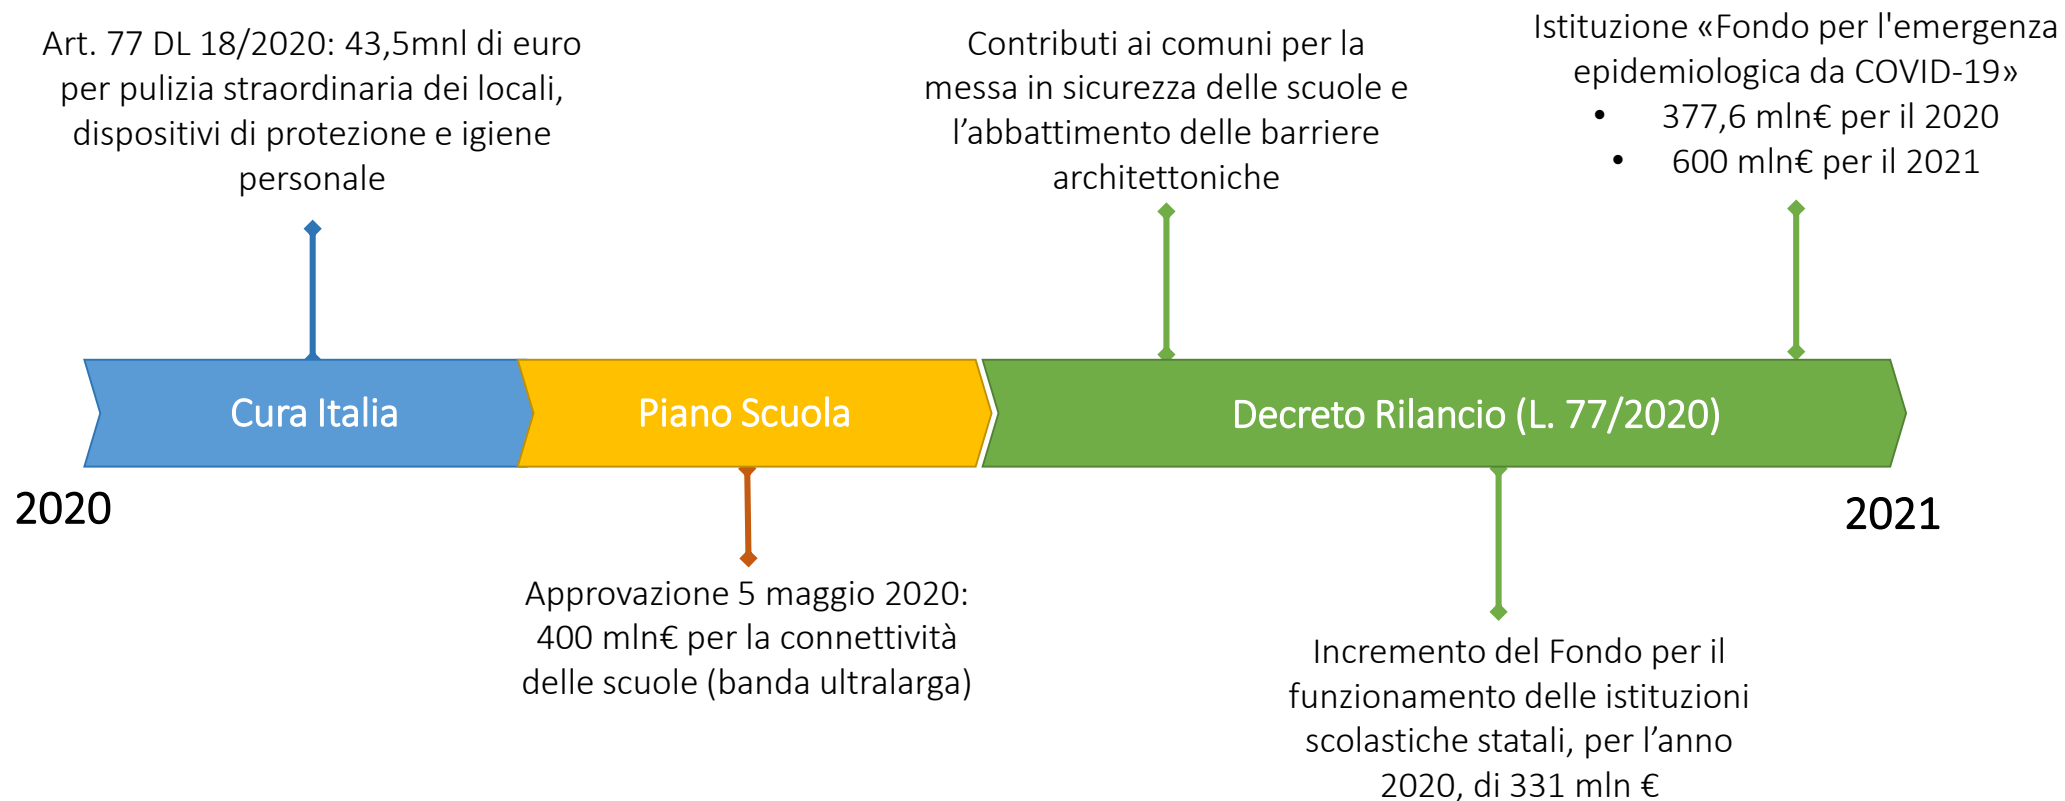 Art. 77 DL 18/2020: 43,5mnl di euro
per pulizia straordinaria dei locali,
dispositivi di protezione e igiene
personale
Contributi ai comuni per la
messa in sicurezza delle scuole e
l’abbattimento delle barriere
architettoniche
Istituzione «Fondo per l'emergenza
epidemiologica da COVID-19»
• 377,6 mln€ per il 2020
• 600 mln€ per il 2021
Cura Italia
Piano Scuola
Decreto Rilancio (L. 77/2020)
2020
2021
Approvazione 5 maggio 2020:
400 mln€ per la connettività
delle scuole (banda ultralarga)
Incremento del Fondo per il
funzionamento delle istituzioni
scolastiche statali, per l’anno
2020, di 331 mln €